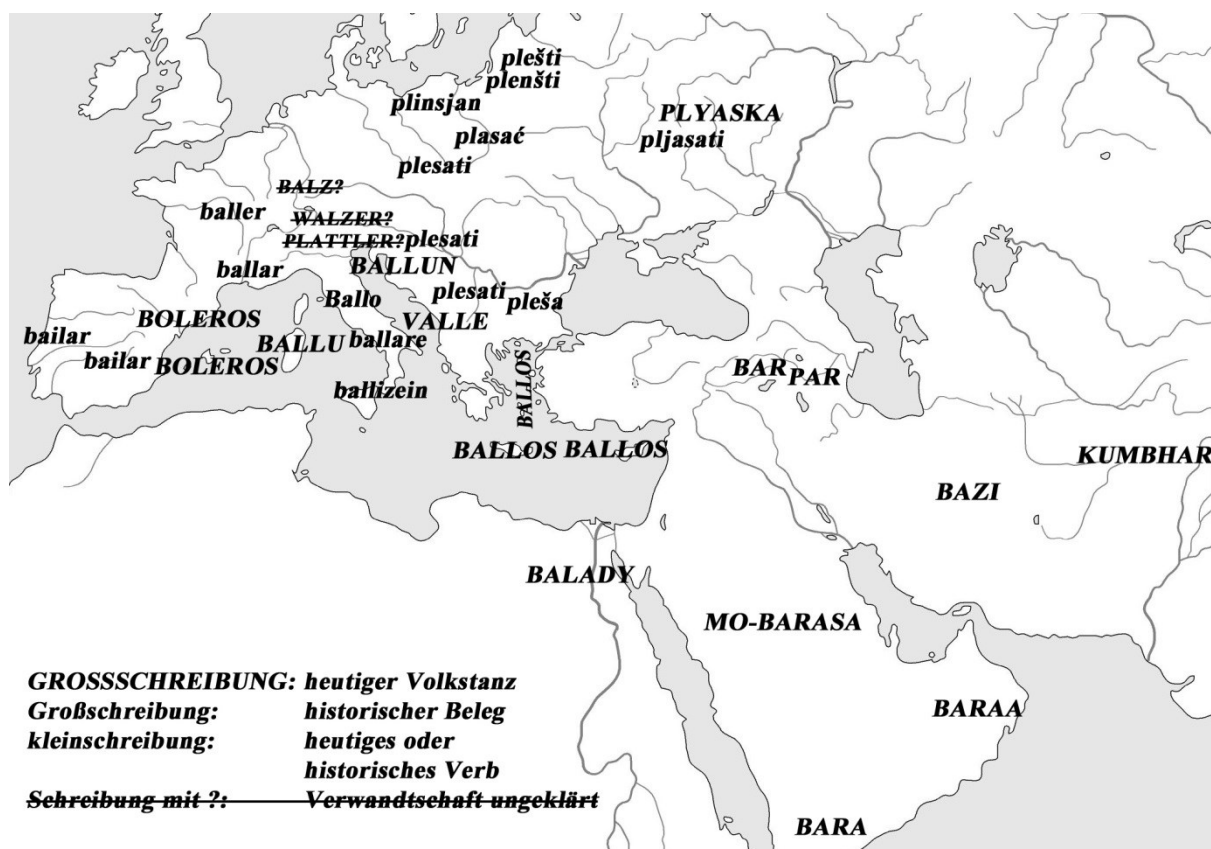 plešti
plenšti
plinsjan
PLYASKA
plasać
pljasati
plesati
BALZ?
baller
WALZER?
PLATTLER? plesati
ballar
BALLUN
Ballo
plesati
pleša
BOLEROS
VALLE
bailar
BALLU ballare
bailar BOLEROS
BALLOS
BAR PAR
ballizein
BALLOS BALLOS
KUMBHAR
BAZI
BALADY
MO-BARASA
BARAA
BARA
GROSSSCHREIBUNG: heutiger Volkstanz
Großschreibung: historischer Beleg
kleinschreibung: heutiges oder
historisches Verb
Schreibung mit ?: Verwandtschaft ungeklärt